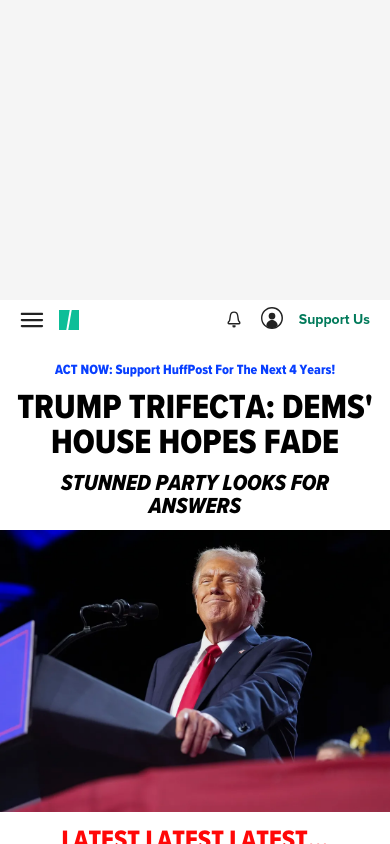 Support Us
ACT NOW: Support HuffPost For The Next 4 Years!
TRUMP TRIFECTA: DEMS'
HOUSE HOPES FADE
STUNNED PARTY LOOKS FOR
ANSWERS
LATEST LATEST LATEST...